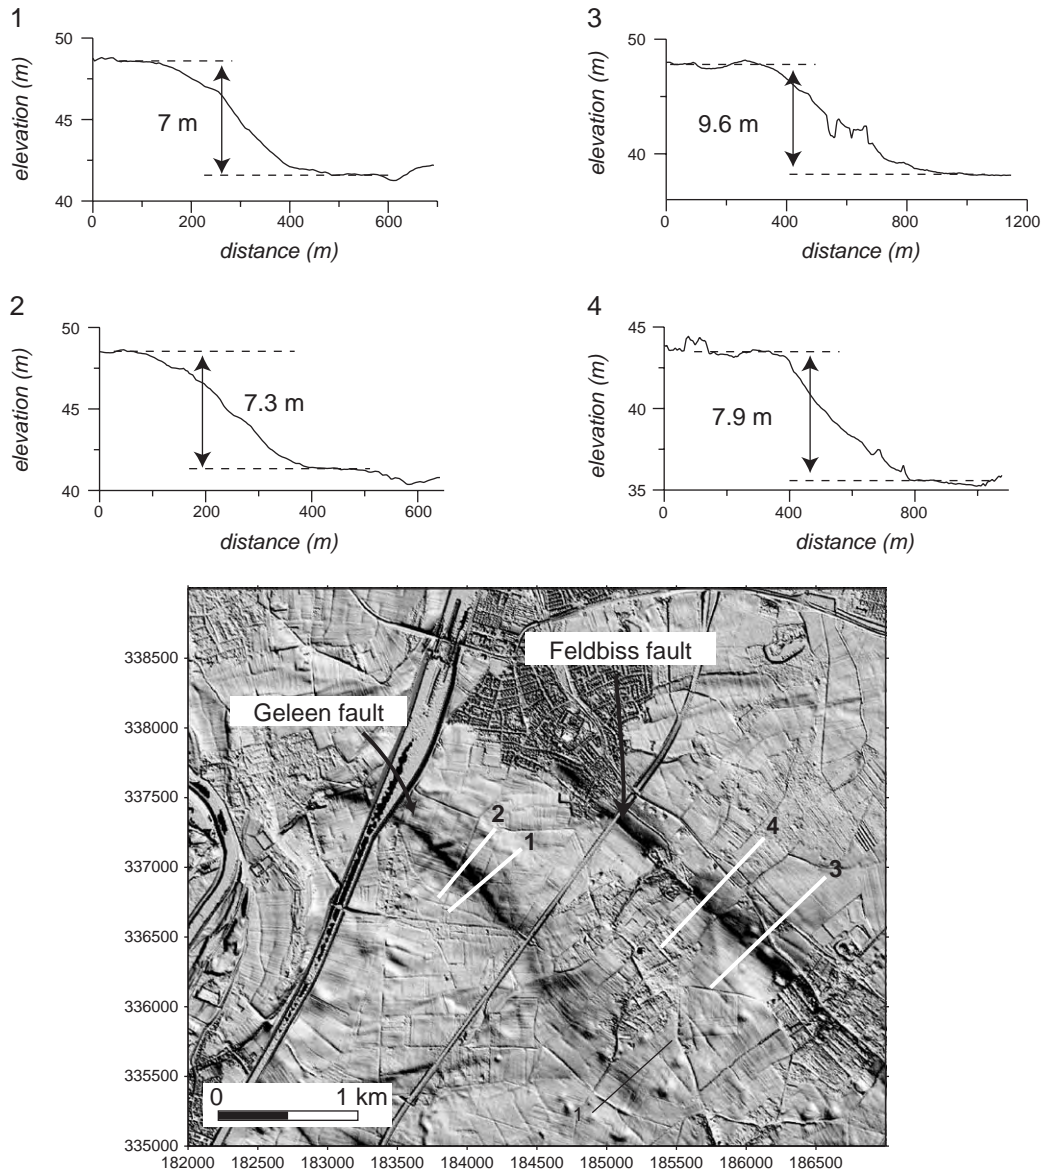 1
50
45
40
elevation (m)
7 m
0
200
400
600
distance (m)
3
50
40
elevation (m)
9.6 m
0
400
800
1200
distance (m)
2
50
45
40
elevation (m)
7.3 m
0
200
400
600
distance (m)
4
45
40
35
elevation (m)
7.9 m
0
400
800
distance (m)
338500
338000
337500
337000
336500
336000
335500
335000
Feldbiss fault
Geleen fault
2
1
4
3
1
0 1 km
182000 182500 183000 183500 184000 184500 185000 185500 186000 186500